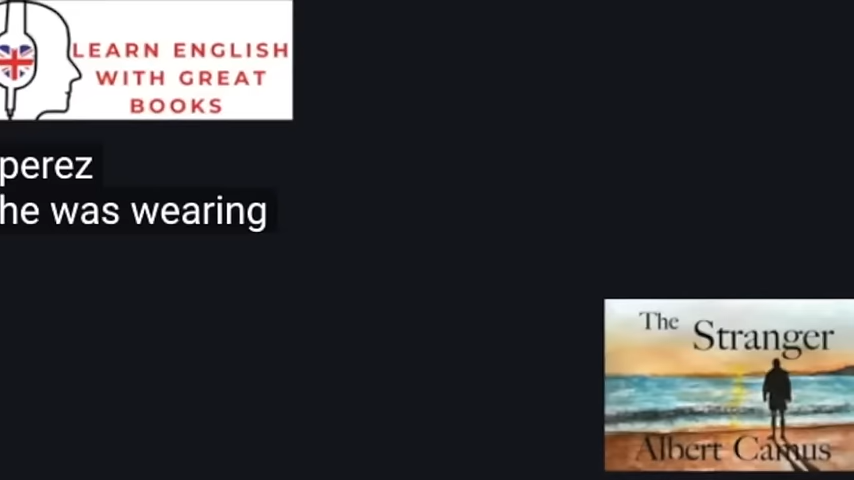 LEARN ENGLISH
WITH GREAT
BOOKS
perez
he was wearing
The Stranger
Albert Camus